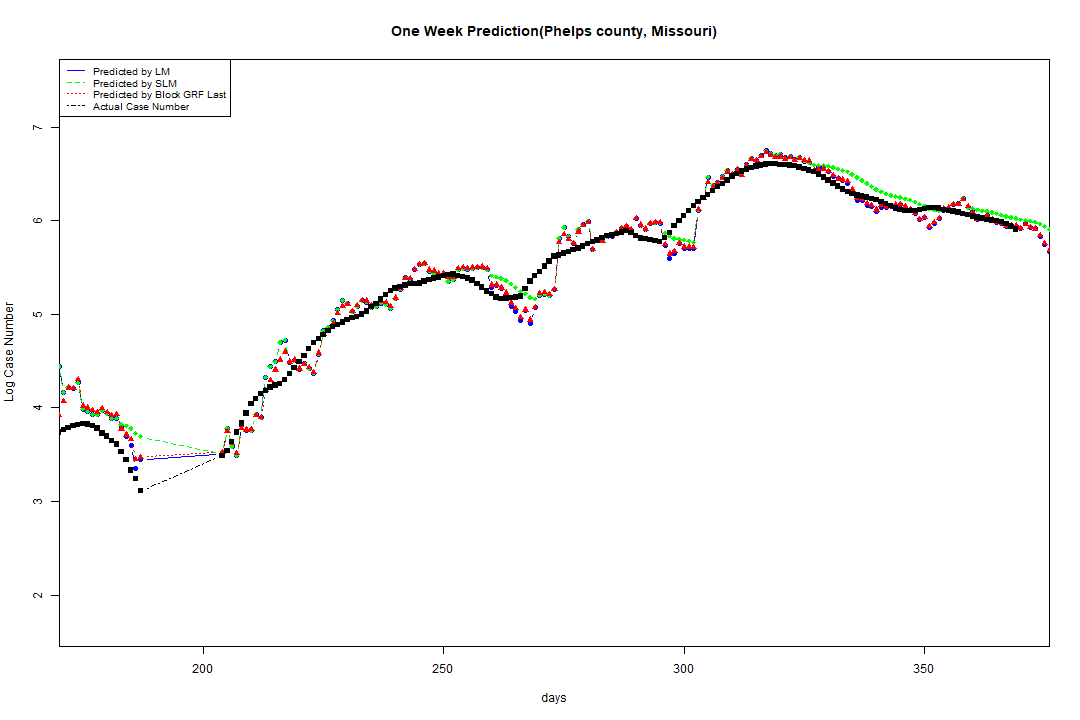 One Week Prediction(Phelps county, Missouri)
Predicted by LM
Predicted by SLM
Predicted by Block GRF Last
Actual Case Number
Log Case Number
7
6
5
4
3
2
200 250 300 350
days